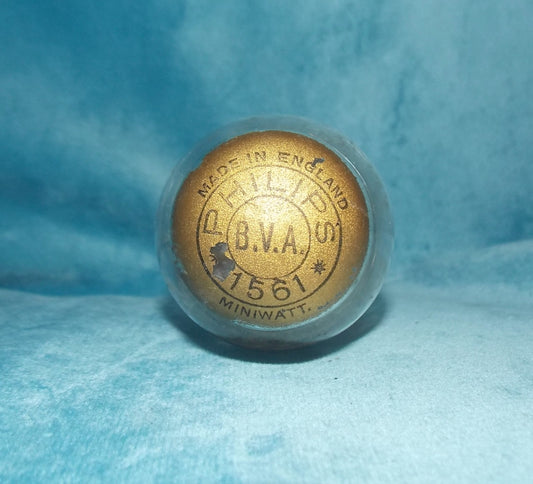 MADE IN ENGLAND
PHILIPS
B.V.A.
* 1561 *
MINIWATT.